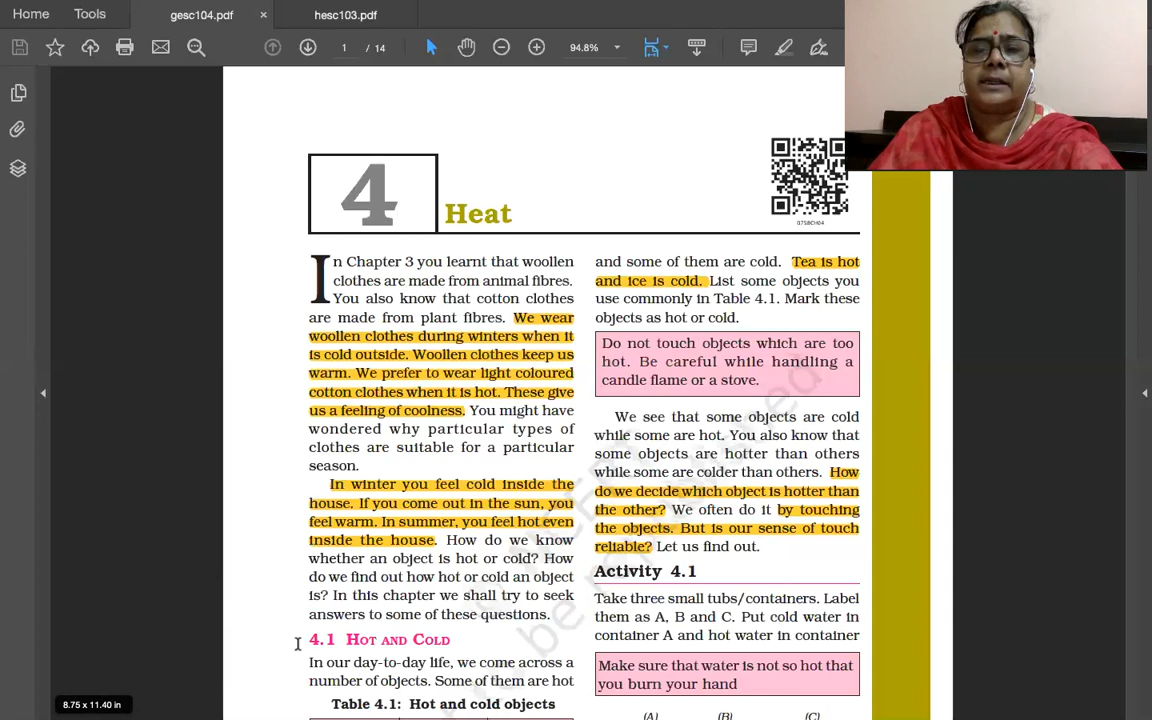 Home
Tools
gesc104.pdf
×
hesc103.pdf
1
/ 14
94.8%
4
Heat
0758CH04
In Chapter 3 you learnt that woollen
clothes are made from animal fibres.
You also know that cotton clothes
are made from plant fibres. We wear
woollen clothes during winters when it
is cold outside. Woollen clothes keep us
warm. We prefer to wear light coloured
cotton clothes when it is hot. These give
us a feeling of coolness. You might have
wondered why particular types of
clothes are suitable for a particular
season.
In winter you feel cold inside the
house. If you come out in the sun, you
feel warm. In summer, you feel hot even
inside the house. How do we know
whether an object is hot or cold? How
do we find out how hot or cold an object
is? In this chapter we shall try to seek
answers to some of these questions.
4.1 HOT AND COLD
In our day-to-day life, we come across a
number of objects. Some of them are hot
Table 4.1: Hot and cold objects
and some of them are cold. Tea is hot
and ice is cold. List some objects you
use commonly in Table 4.1. Mark these
objects as hot or cold.
Do not touch objects which are too
hot. Be careful while handling a
candle flame or a stove.
We see that some objects are cold
while some are hot. You also know that
some objects are hotter than others
while some are colder than others. How
do we decide which object is hotter than
the other? We often do it by touching
the objects. But is our sense of touch
reliable? Let us find out.
Activity 4.1
Take three small tubs/containers. Label
them as A, B and C. Put cold water in
container A and hot water in container
Make sure that water is not so hot that
you burn your hand
(A)
(B)
(C)
8.75 x 11.40 in